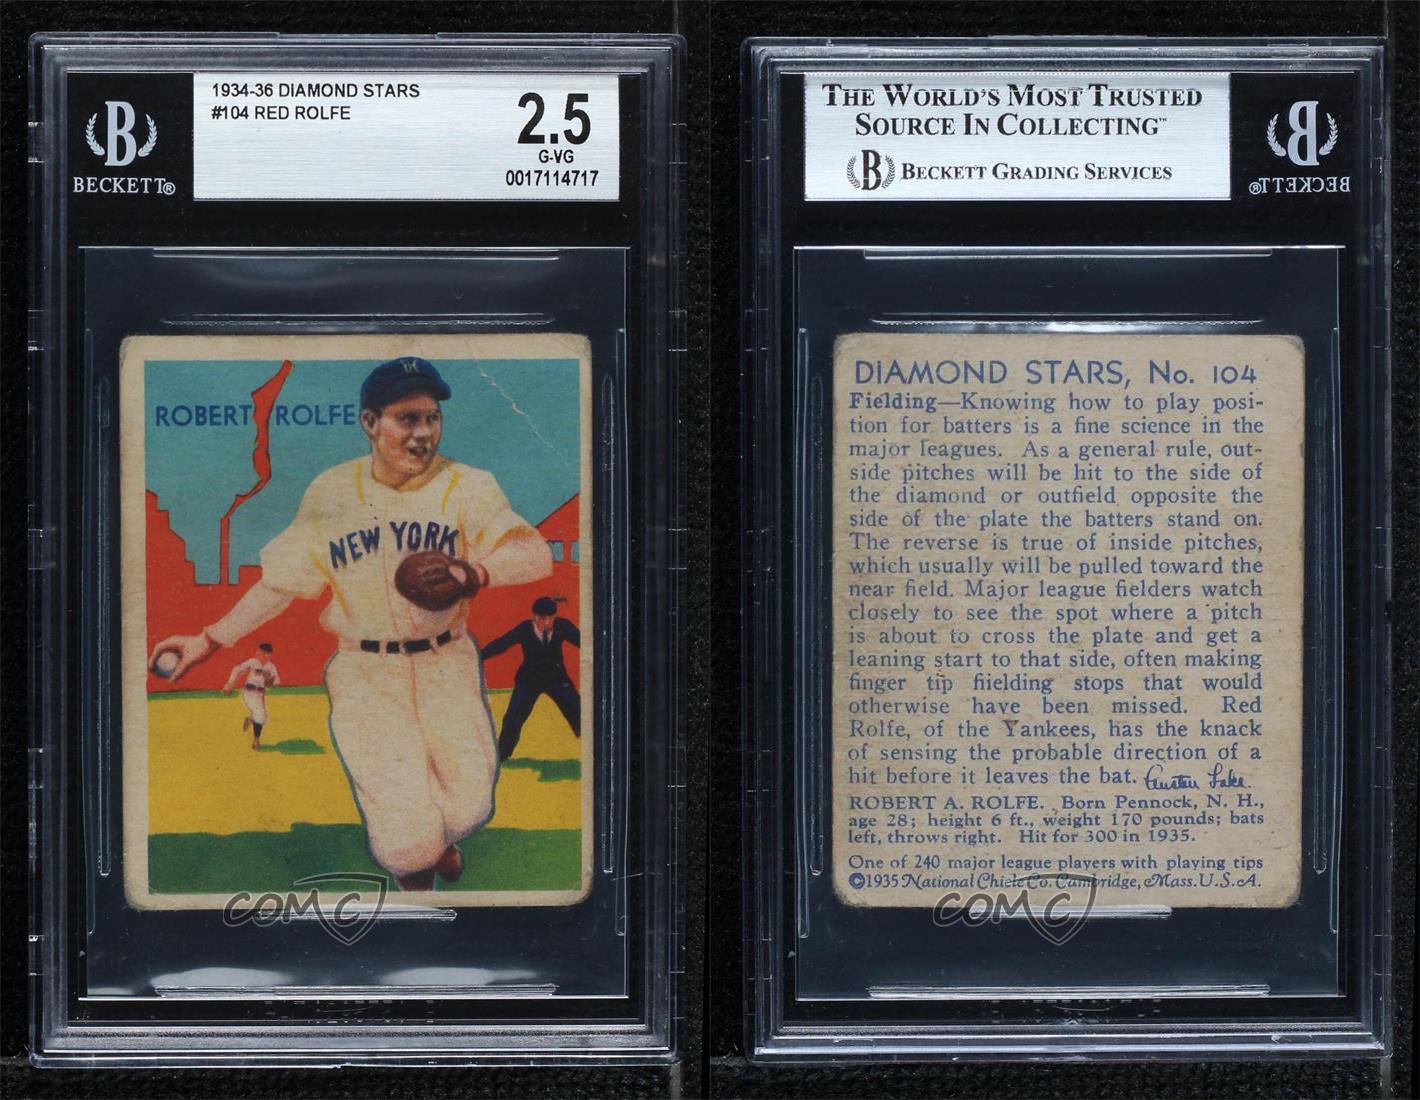 1934-36 DIAMOND STARS
#104 RED ROLFE
2.5
G-VG
0017114717
B
BECKETT®
ROBERT ROLFE
NEW YORK
COMC
THE WORLD'S MOST TRUSTED
SOURCE IN COLLECTING™
B BECKETT GRADING SERVICES
B
BECKETT®
DIAMOND STARS, No. 104
Fielding—Knowing how to play posi-
tion for batters is a fine science in the
major leagues. As a general rule, out-
side pitches will be hit to the side of
the diamond or outfield opposite the
side of the plate the batters stand on.
The reverse is true of inside pitches,
which usually will be pulled toward the
near field. Major league fielders watch
closely to see the spot where a pitch
is about to cross the plate and get a
leaning start to that side, often making
finger tip fiielding stops that would
otherwise have been missed. Red
Rolfe, of the Yankees, has the knack
of sensing the probable direction of a
hit before it leaves the bat. Austen Lake
ROBERT A. ROLFE. Born Pennock, N. H.,
age 28; height 6 ft., weight 170 pounds; bats
left, throws right. Hit for 300 in 1935.
One of 240 major league players with playing tips
©1935 National Chicle Co. Cambridge, Mass. U.S.A.
COMC